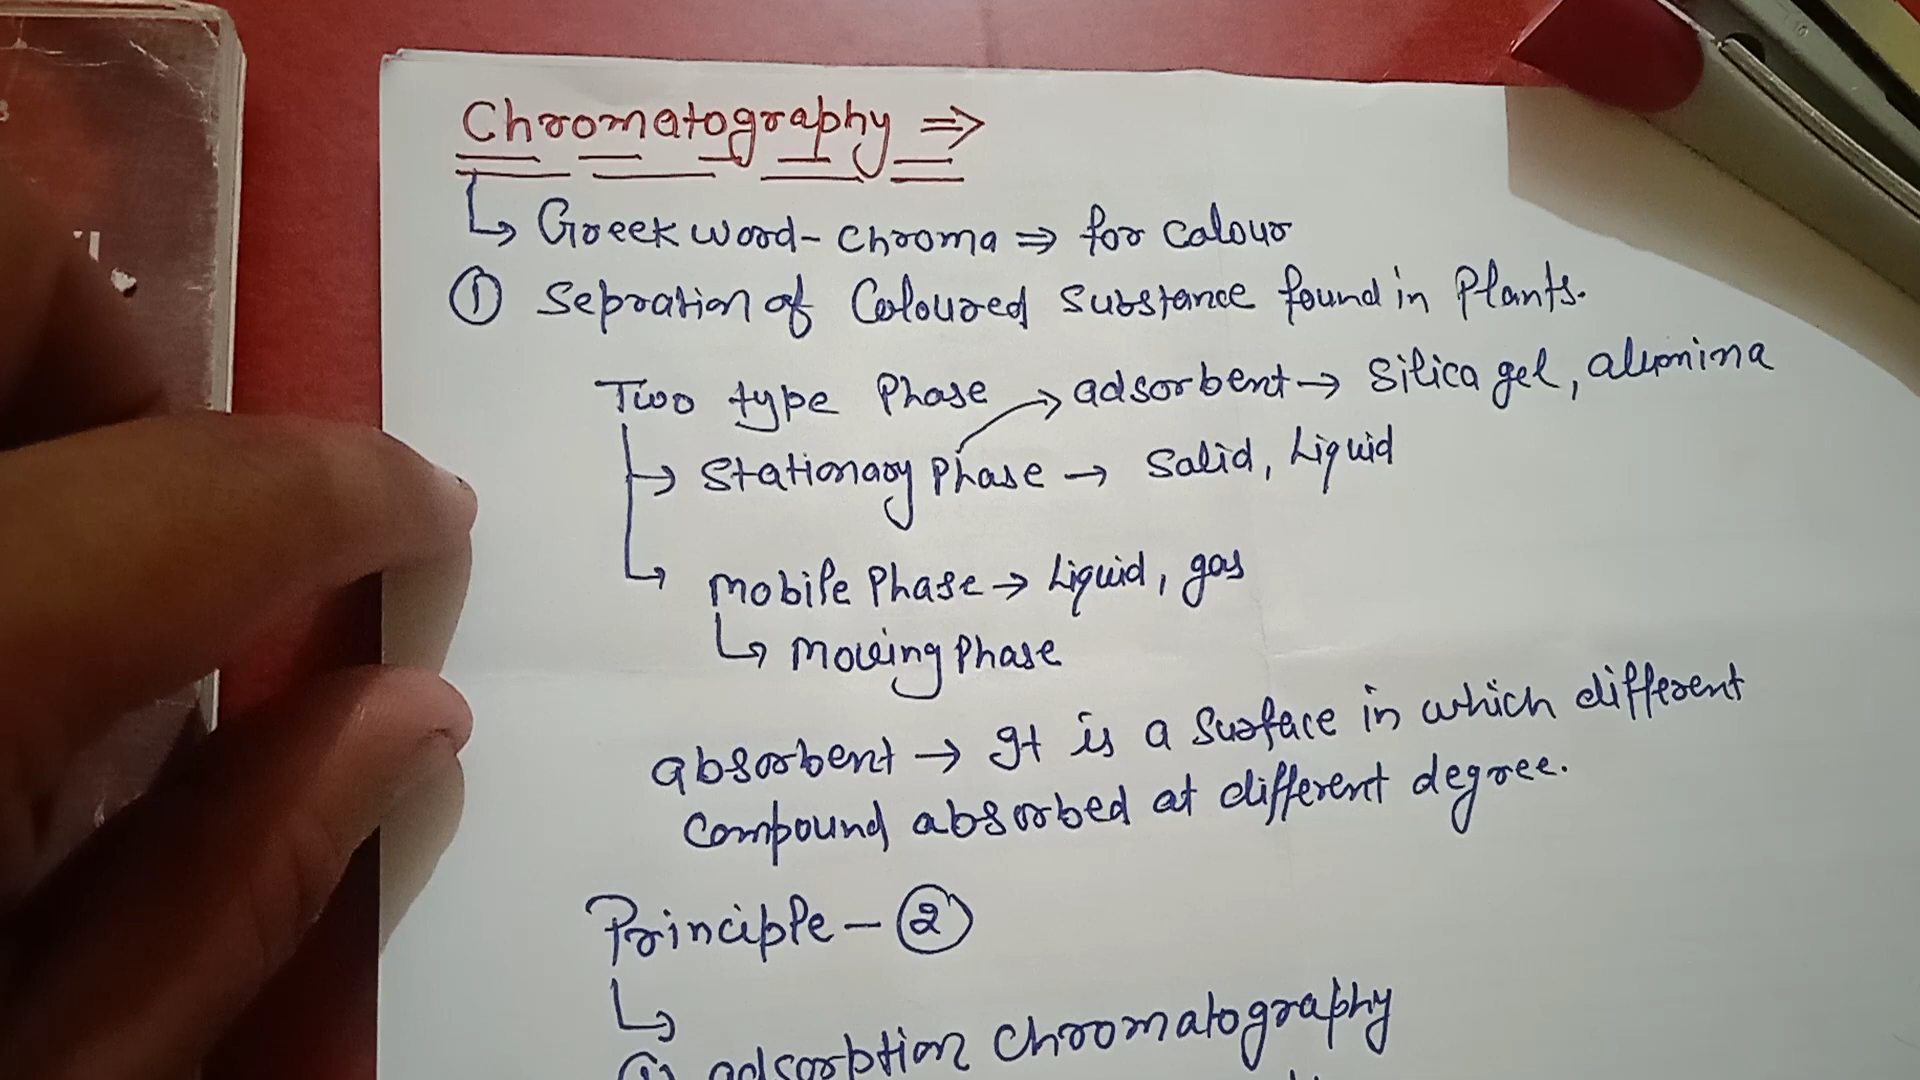 Chromatography ⇒
↳ Greek word - chroma ⇒ for calour
① Sepration of Coloured Substance found in Plants.
Two type Phase → adsorbent → Silica gel, alumina
→ Stationary Phase → Salid, Liquid
→ mobile Phase → Liquid, gas
↳ moving Phase
absorbent → It is a Surface in which different
compound absorbed at different degree.
Principle - ②
↳
adsorption chromatography